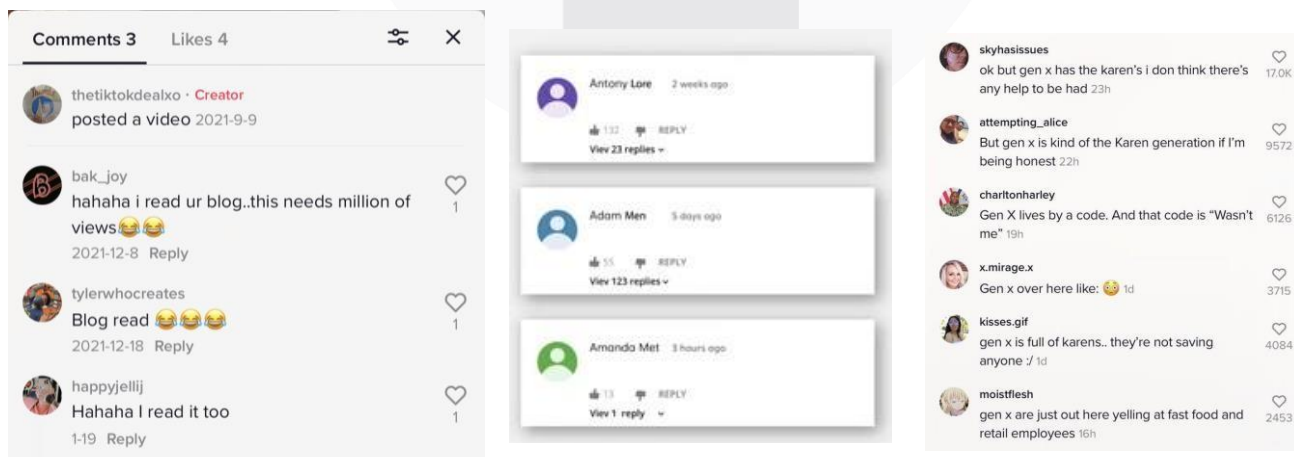 Comments 3 Likes 4
thetiktokdealxo · Creator
posted a video 2021-9-9
bak_joy
hahaha i read ur blog..this needs million of
views😂😂
1
2021-12-8 Reply
tylerwhocreates
Blog read 😂😂😂
1
2021-12-18 Reply
happyjellij
Hahaha I read it too
1
1-19 Reply
Antony Lore 2 weeks ago
132 REPLY
View 23 replies
Adam Men 5 days ago
55 REPLY
View 123 replies
Amanda Met 3 hours ago
13 REPLY
View 1 reply
skyhasissues
ok but gen x has the karen's i don think there's
17.0K
any help to be had 23h
attempting_alice
But gen x is kind of the Karen generation if I'm
9572
being honest 22h
charltonharley
Gen X lives by a code. And that code is "Wasn't
6126
me" 19h
x.mirage.x
Gen x over here like: 😳 1d
3715
kisses.gif
gen x is full of karens.. they're not saving
4084
anyone :/ 1d
moistflesh
gen x are just out here yelling at fast food and
2453
retail employees 16h